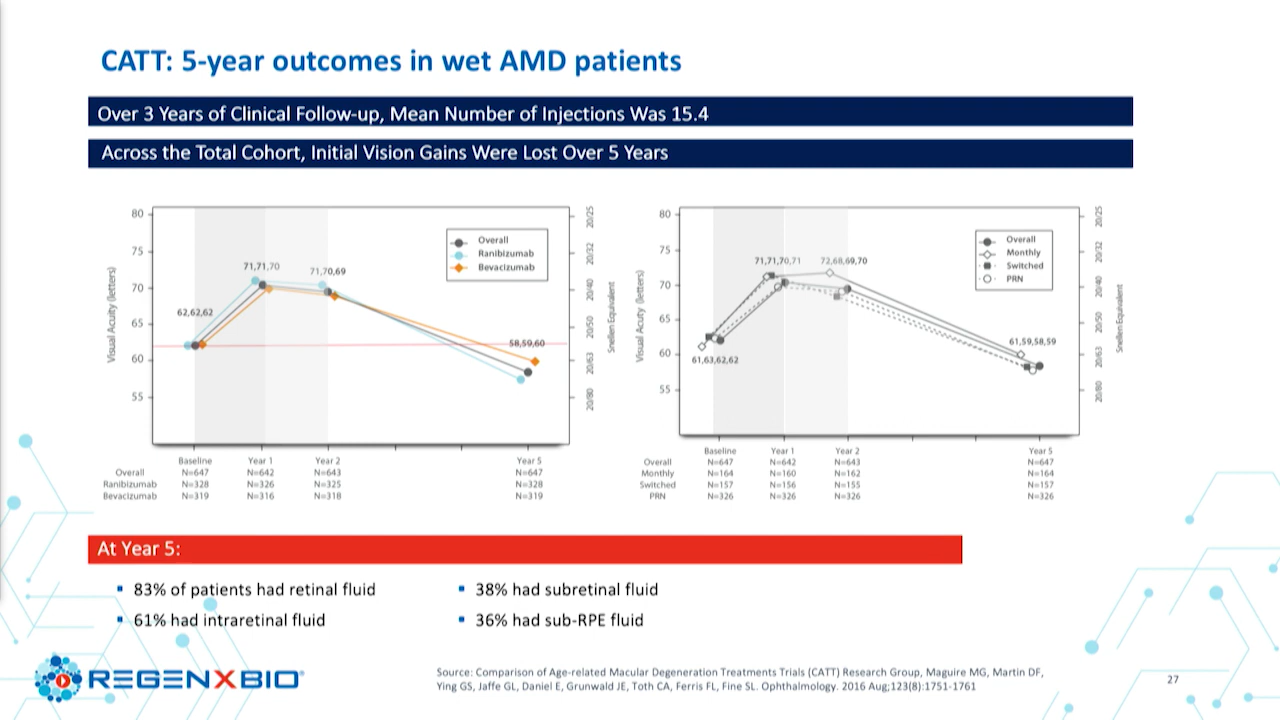 CATT: 5-year outcomes in wet AMD patients
Over 3 Years of Clinical Follow-up, Mean Number of Injections Was 15.4
Across the Total Cohort, Initial Vision Gains Were Lost Over 5 Years
Visual Acuity (letters)
80
75
70
65
60
55
62,62,62
71,71,70
71,70,69
58,59,60
Overall
Ranibizumab
Bevacizumab
20/25
20/32
20/40
20/50
20/63
20/80
Snellen Equivalent
Baseline Year 1 Year 2 Year 5
Overall N=647 N=642 N=643 N=647
Ranibizumab N=328 N=326 N=325 N=328
Bevacizumab N=319 N=316 N=318 N=319
Visual Acuty (letters)
80
75
70
65
60
55
61,63,62,62
71,71,70,71
72,68,69,70
61,59,58,59
Overall
Monthly
Switched
PRN
20/25
20/32
20/40
20/50
20/63
20/80
Snellen Equivalent
Baseline Year 1 Year 2 Year 5
Overall N=647 N=642 N=643 N=647
Monthly N=164 N=160 N=162 N=164
Switched N=157 N=156 N=155 N=157
PRN N=326 N=326 N=326 N=326
At Year 5:
▪ 83% of patients had retinal fluid
▪ 61% had intraretinal fluid
▪ 38% had subretinal fluid
▪ 36% had sub-RPE fluid
REGENXBIO
Source: Comparison of Age-related Macular Degeneration Treatments Trials (CATT) Research Group, Maguire MG, Martin DF,
Ying GS, Jaffe GL, Daniel E, Grunwald JE, Toth CA, Ferris FL, Fine SL. Ophthalmology. 2016 Aug;123(8):1751-1761
27